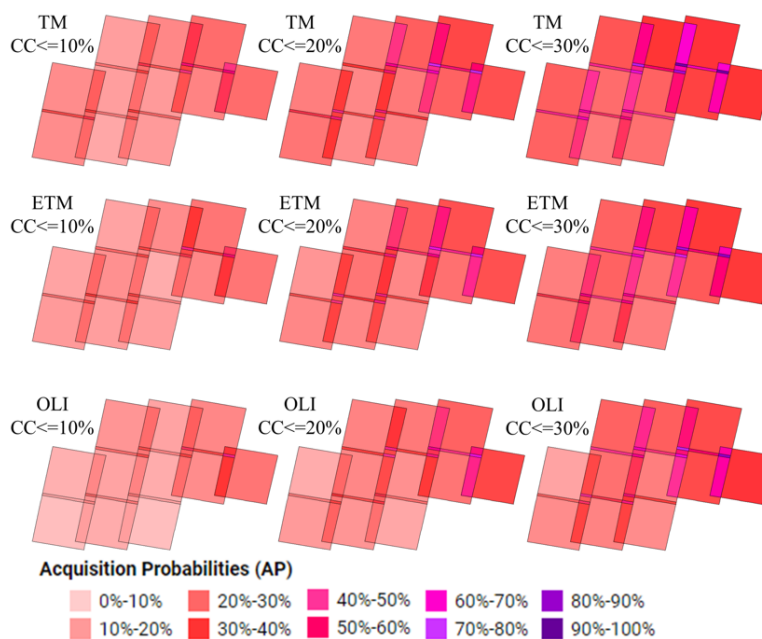 TM
CC<=10%
TM
CC<=20%
TM
CC<=30%
ETM
CC<=10%
ETM
CC<=20%
ETM
CC<=30%
OLI
CC<=10%
OLI
CC<=20%
OLI
CC<=30%
Acquisition Probabilities (AP)
0%-10% 20%-30% 40%-50% 60%-70% 80%-90%
10%-20% 30%-40% 50%-60% 70%-80% 90%-100%